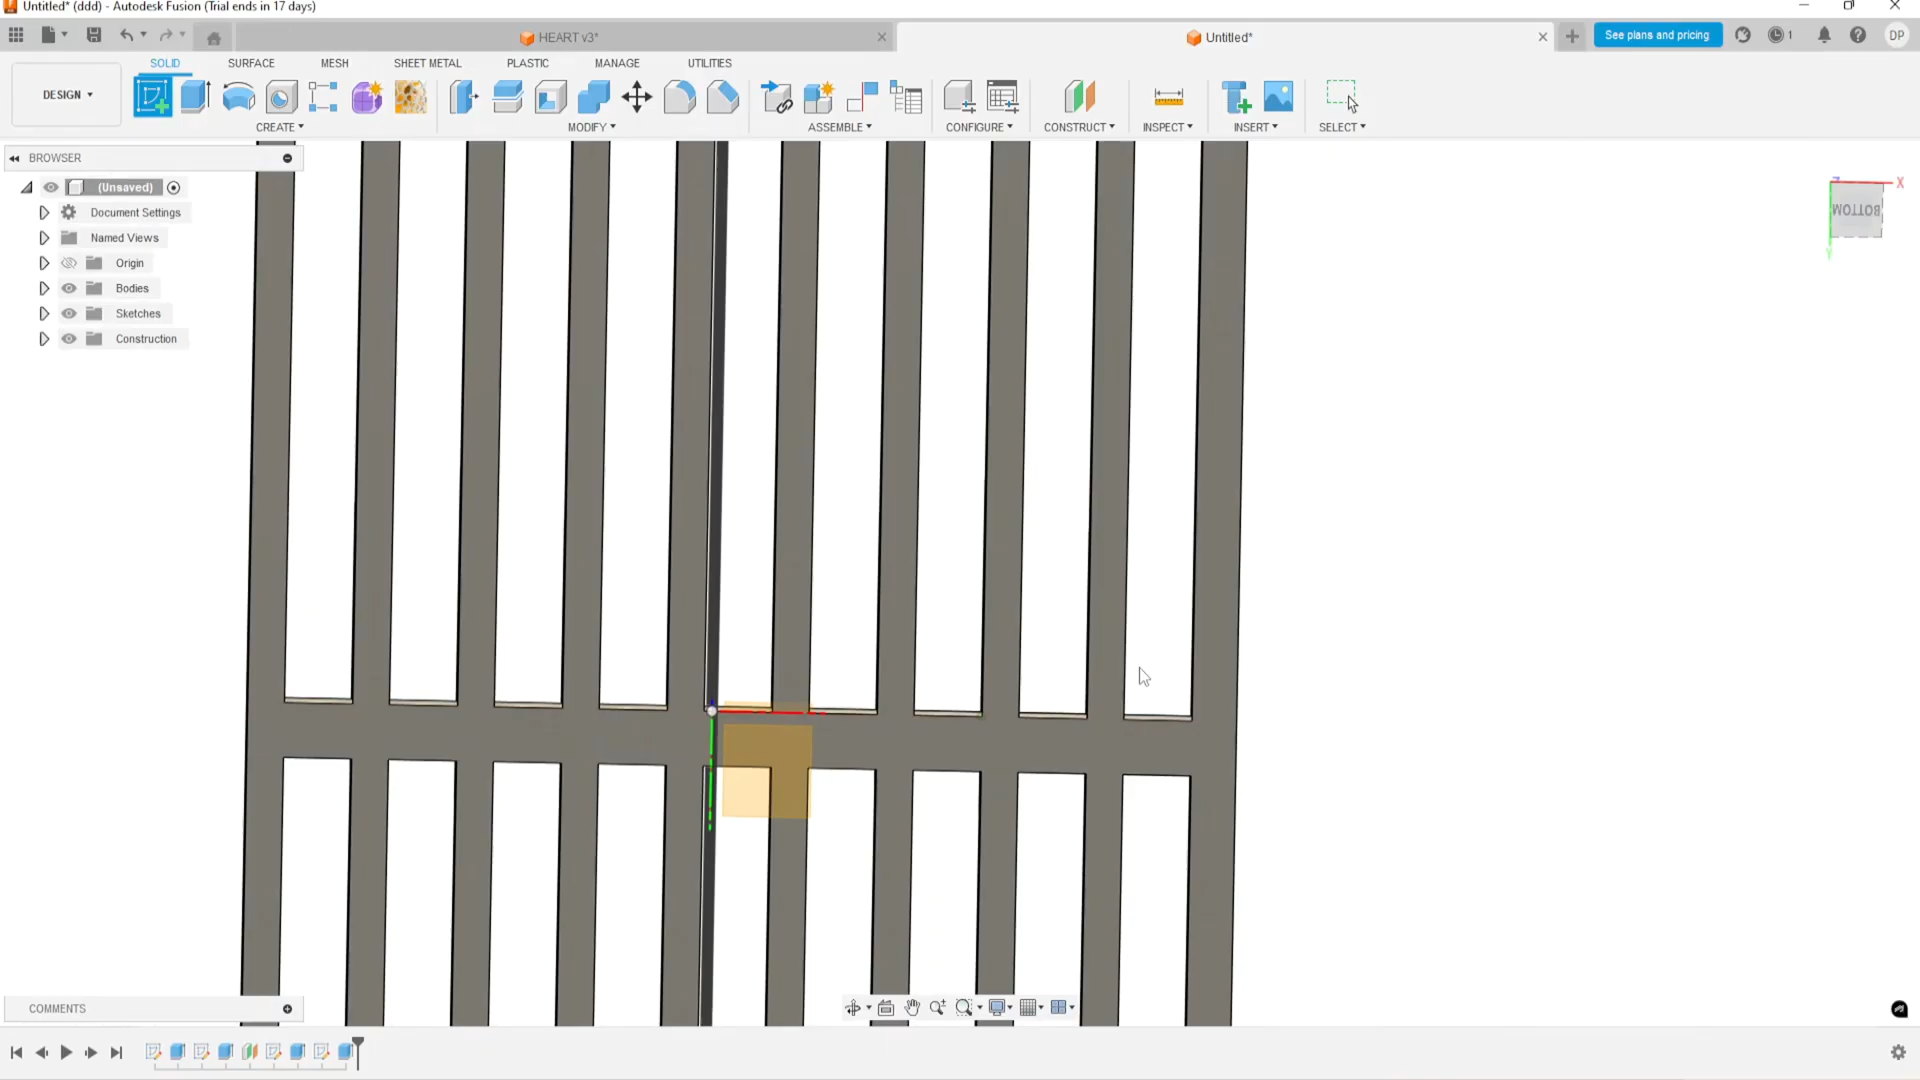 Untitled* (ddd) - Autodesk Fusion (Trial ends in 17 days)
HEART v3*
Untitled*
See plans and pricing
1
DP
DESIGN
SOLID
SURFACE
MESH
SHEET METAL
PLASTIC
MANAGE
UTILITIES
CREATE
MODIFY
ASSEMBLE
CONFIGURE
CONSTRUCT
INSPECT
INSERT
SELECT
BROWSER
(Unsaved)
Document Settings
Named Views
Origin
Bodies
Sketches
Construction
Z
X
BOTTOM
Y
COMMENTS